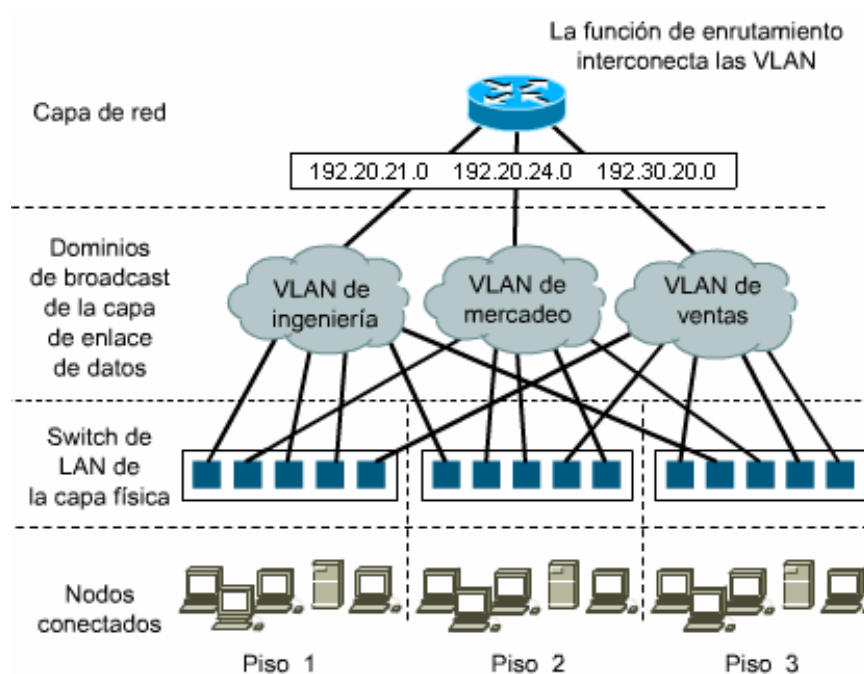 La función de enrutamiento
interconecta las VLAN
Capa de red
192.20.21.0 192.20.24.0 192.30.20.0
Dominios
de broadcast
de la capa
de enlace
de datos
VLAN de
ingeniería
VLAN de
mercadeo
VLAN de
ventas
Switch de
LAN de
la capa física
Nodos
conectados
Piso 1
Piso 2
Piso 3